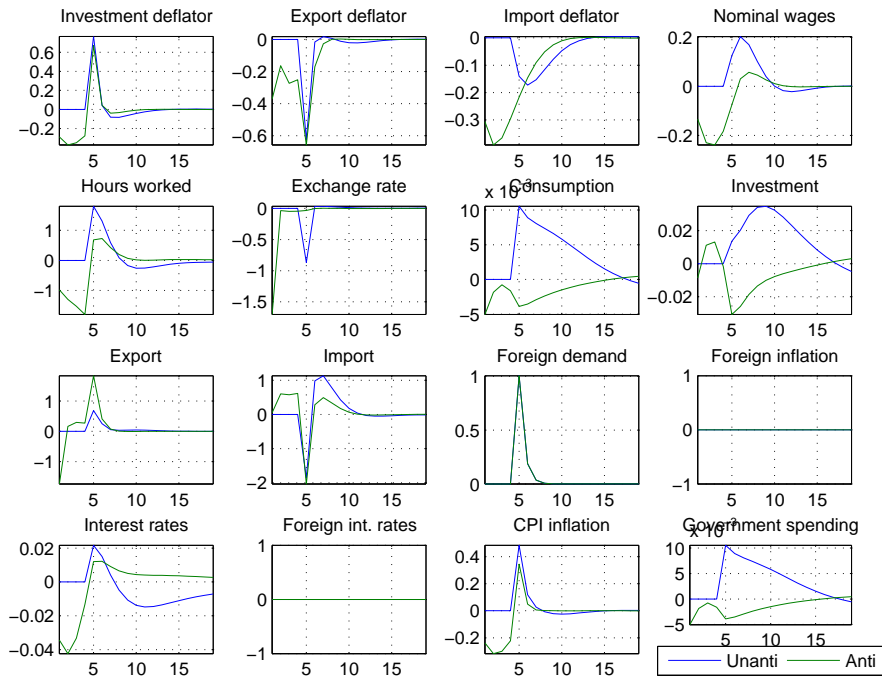 Investment deflator Export deflator Import deflator Nominal wages
0.6
0.4
0.2
0
−0.2
5 10 15
0
−0.2
−0.4
−0.6
5 10 15
0
−0.1
−0.2
−0.3
5 10 15
0.2
0
−0.2
5 10 15
Hours worked Exchange rate Consumption Investment
1
0
−1
5 10 15
0
−0.5
−1
−1.5
5 10 15
x 10
−3
10
5
0
−5
5 10 15
0.02
0
−0.02
5 10 15
Export Import Foreign demand Foreign inflation
1
0
−1
5 10 15
1
0
−1
−2
5 10 15
1
0.5
0
5 10 15
1
0
−1
5 10 15
Interest rates Foreign int. rates CPI inflation Government spending
0.02
0
−0.02
−0.04
5 10 15
1
0
−1
5 10 15
0.4
0.2
0
−0.2
5 10 15
x 10
−3
10
5
0
−5
5 10 15
Unanti Anti